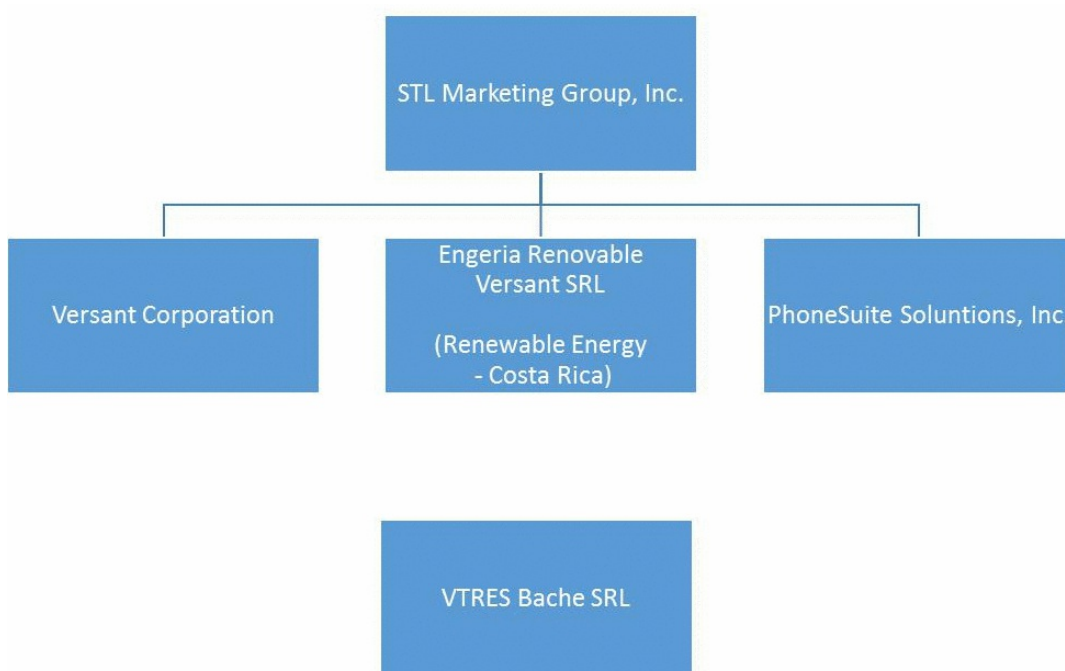 STL Marketing Group, Inc.
Versant Corporation
Engeria Renovable
Versant SRL
(Renewable Energy
- Costa Rica)
PhoneSuite Soluntions, Inc
VTRES Bache SRL